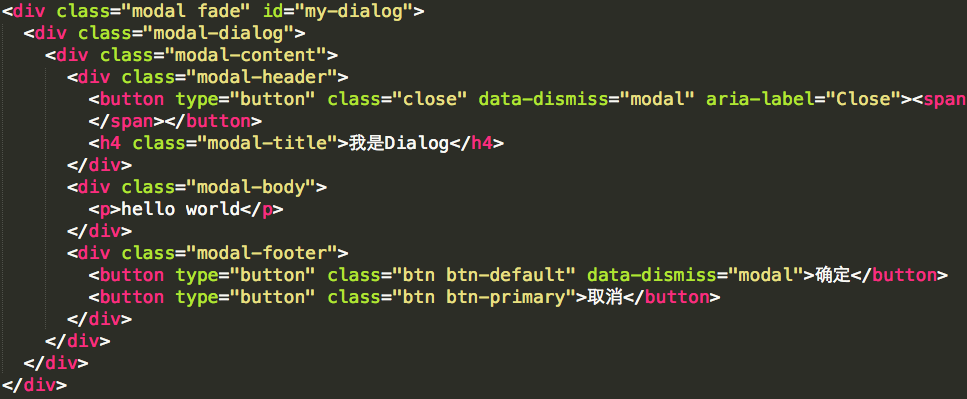 <div class="modal fade" id="my-dialog">
  <div class="modal-dialog">
    <div class="modal-content">
      <div class="modal-header">
        <button type="button" class="close" data-dismiss="modal" aria-label="Close"><span
        </span></button>
        <h4 class="modal-title">我是Dialog</h4>
      </div>
      <div class="modal-body">
        <p>hello world</p>
      </div>
      <div class="modal-footer">
        <button type="button" class="btn btn-default" data-dismiss="modal">确定</button>
        <button type="button" class="btn btn-primary">取消</button>
      </div>
    </div>
  </div>
</div>